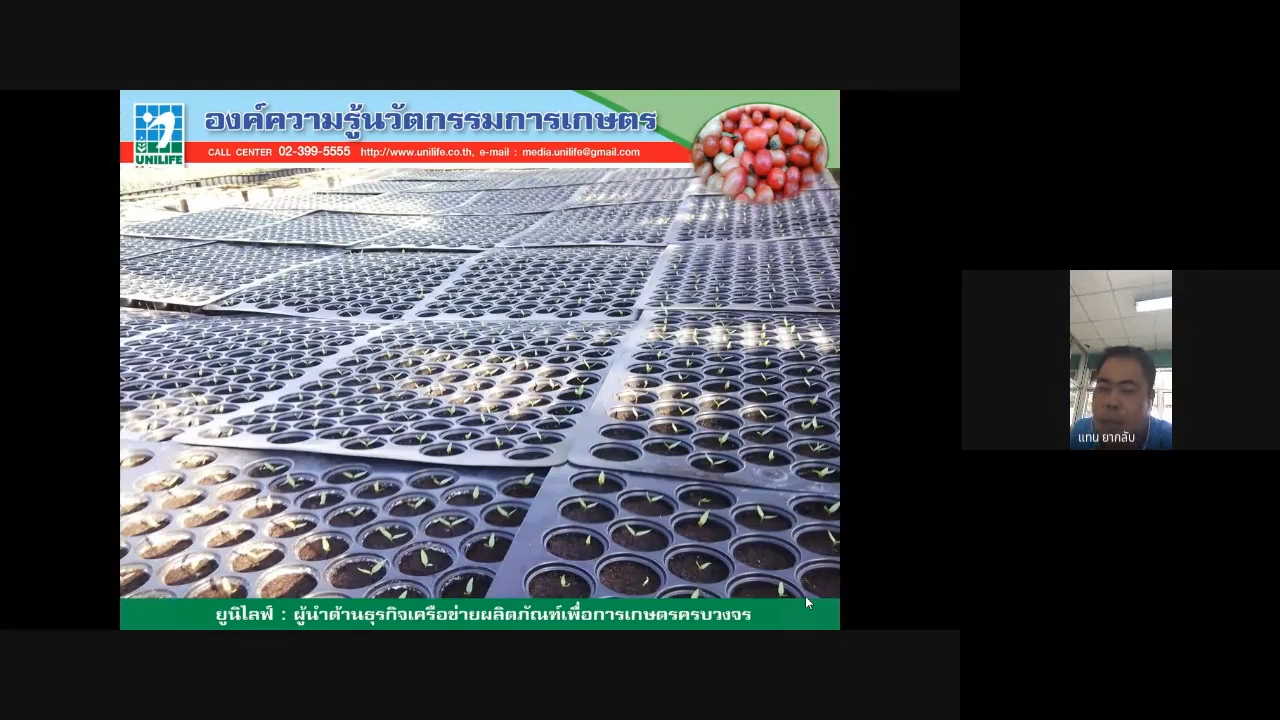 องค์ความรู้นวัตกรรมการเกษตร
UNILIFE
CALL CENTER 02-399-5555 http://www.unilife.co.th, e-mail : media.unilife@gmail.com
แทน ยากลับ
ยูนิไลฟ์ : ผู้นำด้านธุรกิจเครือข่ายผลิตภัณฑ์เพื่อการเกษตรครบวงจร